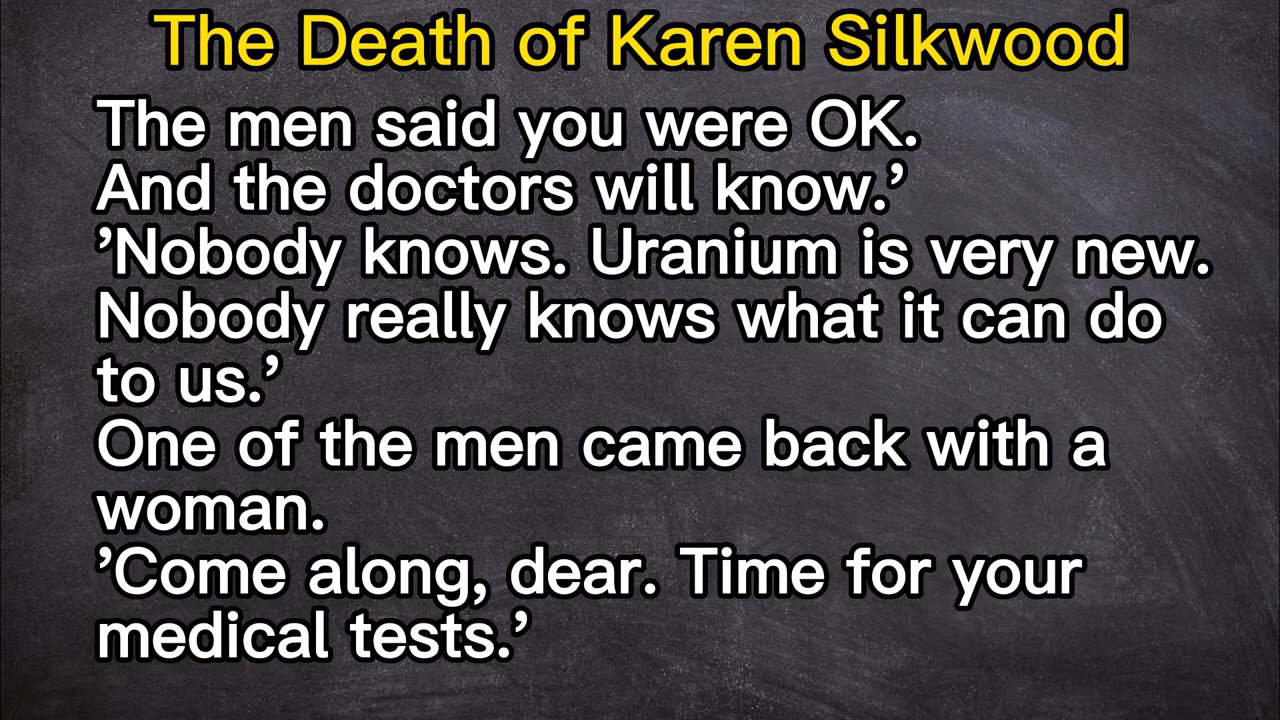 The Death of Karen Silkwood
The men said you were OK.
And the doctors will know.’
’Nobody knows. Uranium is very new.
Nobody really knows what it can do
to us.’
One of the men came back with a
woman.
’Come along, dear. Time for your
medical tests.’